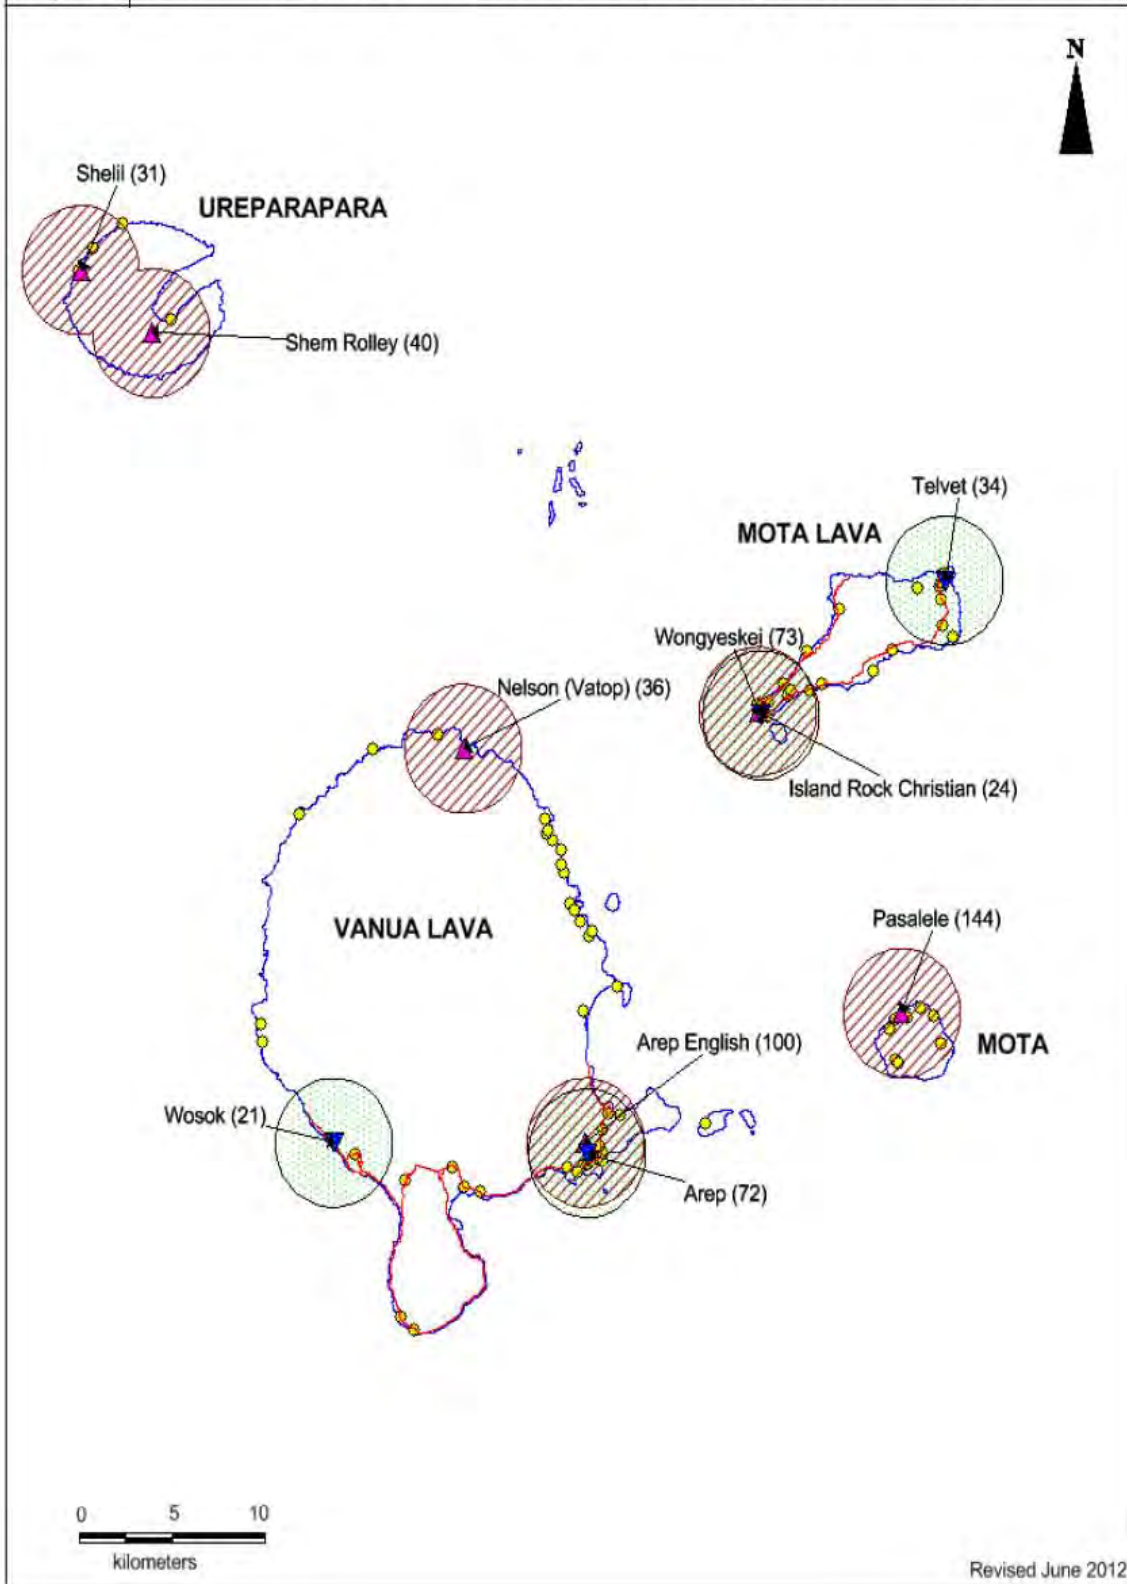 N
Shelil (31)
UREPARAPARA
Shem Rolley (40)
Telvet (34)
MOTA LAVA
Wongyeskei (73)
Nelson (Vatop) (36)
Island Rock Christian (24)
Pasalele (144)
VANUA LAVA
Arep English (100)
MOTA
Wosok (21)
Arep (72)
0 5 10
kilometers
Revised June 2012